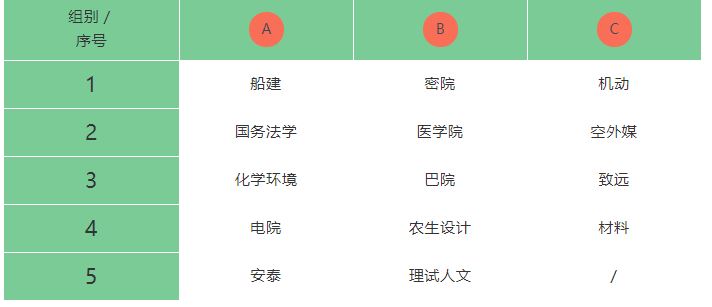 组别 / 
序号
A B C
1 船建 密院 机动
2 国务法学 医学院 空外媒
3 化学环境 巴院 致远
4 电院 农生设计 材料
5 安泰 理试人文 /